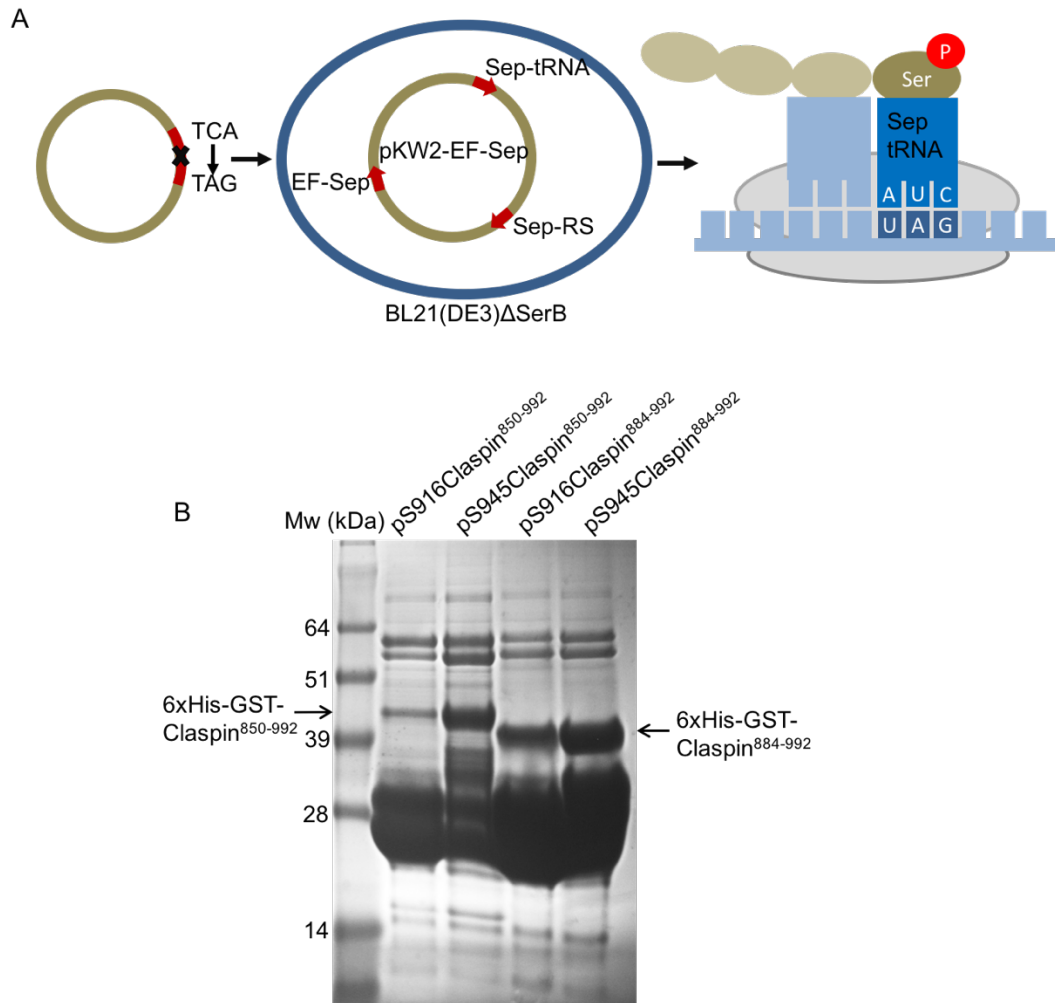 A
TCA
TAG
Sep-tRNA
pKW2-EF-Sep
EF-Sep
Sep-RS
BL21(DE3)ΔSerB
P
Ser
Sep
tRNA
A U C
U A G
B
Mw (kDa)
pS916Claspin850-992
pS945Claspin850-992
pS916Claspin884-992
pS945Claspin884-992
64
51
39
28
14
6xHis-GST-
Claspin850-992
6xHis-GST-
Claspin884-992